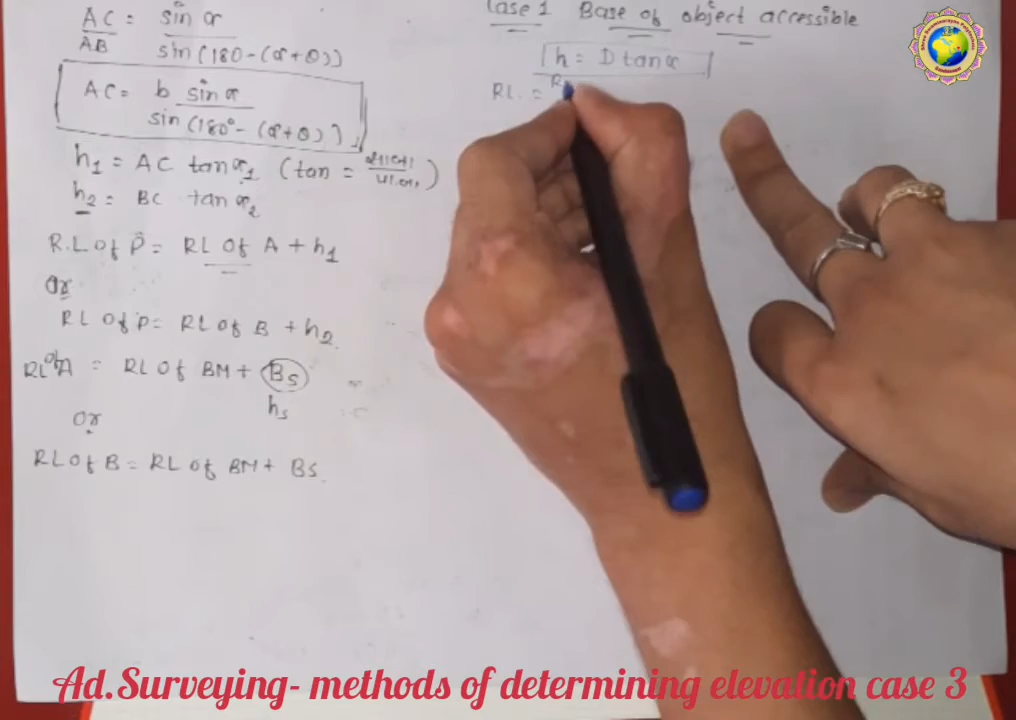 AC = sin α
AB sin(180-(α+θ))
AC = b sin α
sin(180°-(α+θ))
h1 = AC tan α1 (tan =
h2 = BC tan α2
R.L of P = RL of A + h1
or
RL of P = RL of B + h2.
RL of A = RL of BM + BS
hs
or
RL of B = RL of BM + BS.
Case 1 Base of object accessible
h = D tan α
RL. = R
Ad.Surveying- methods of determining elevation case 3